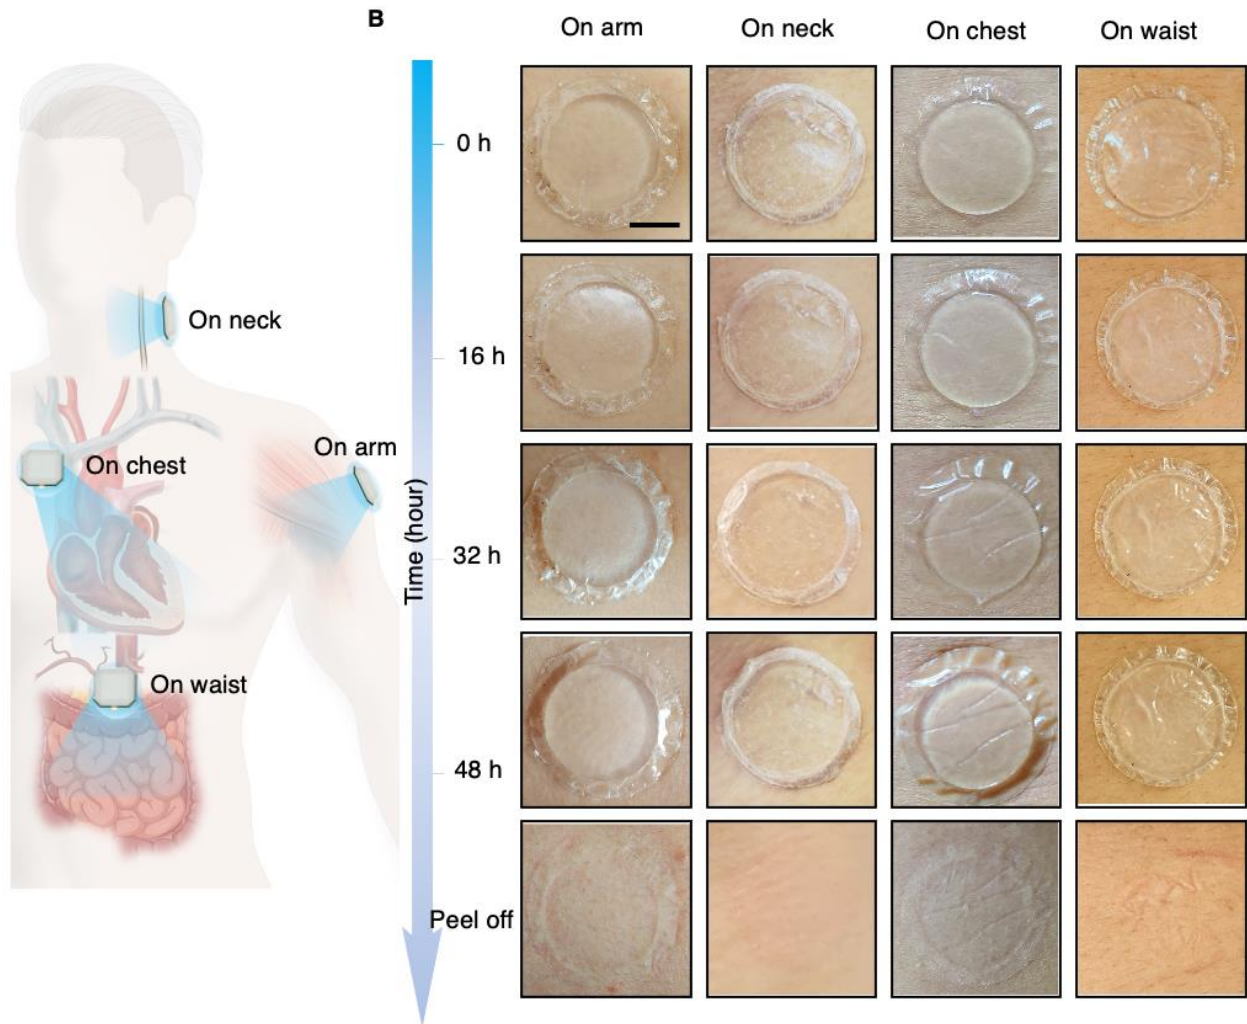 B
On arm
On neck
On chest
On waist
0 h
16 h
32 h
48 h
Peel off
Time (hour)
On neck
On arm
On chest
On waist